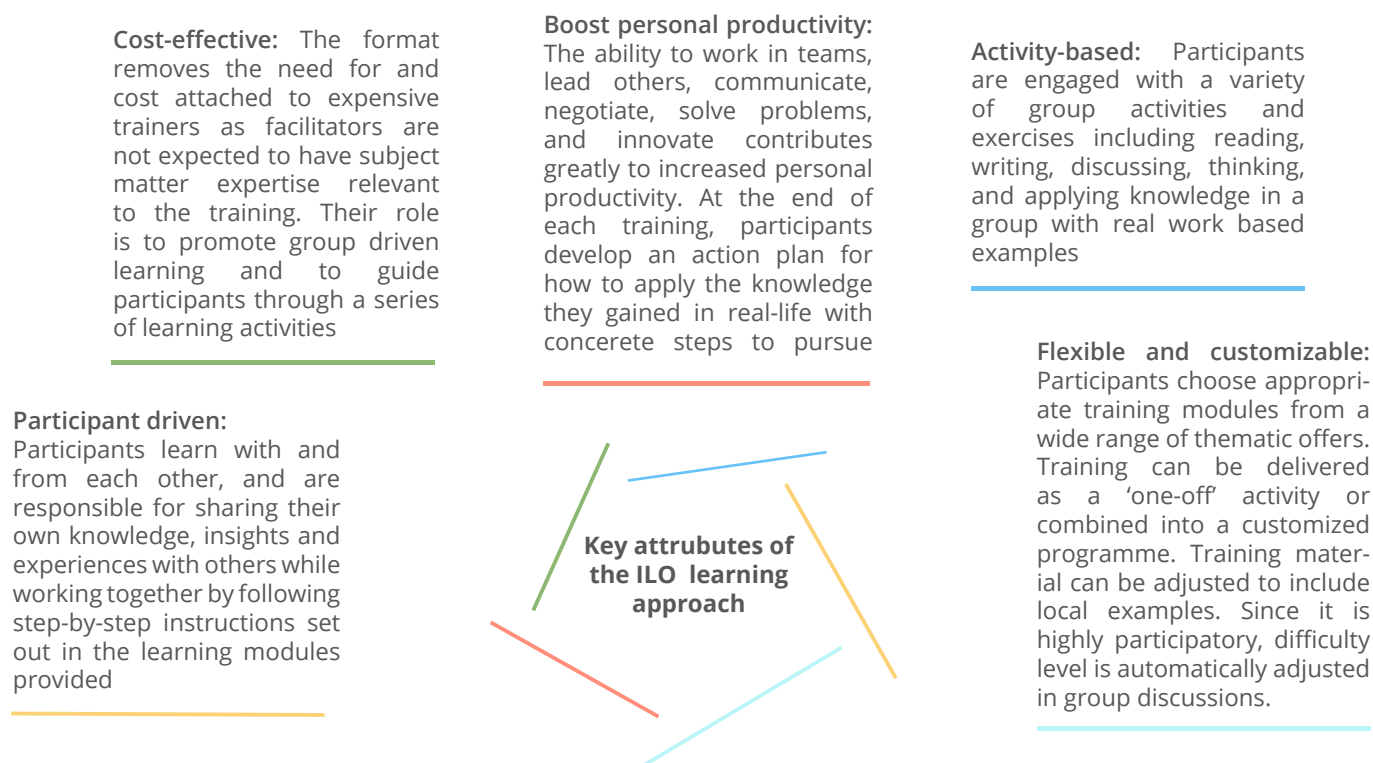 Cost-effective: The format
removes the need for and
cost attached to expensive
trainers as facilitators are
not expected to have subject
matter expertise relevant
to the training. Their role
is to promote group driven
learning and to guide
participants through a series
of learning activities
Boost personal productivity:
The ability to work in teams,
lead others, communicate,
negotiate, solve problems,
and innovate contributes
greatly to increased personal
productivity. At the end of
each training, participants
develop an action plan for
how to apply the knowledge
they gained in real-life with
concerete steps to pursue
Activity-based: Participants
are engaged with a variety
of group activities and
exercises including reading,
writing, discussing, thinking,
and applying knowledge in a
group with real work based
examples
Participant driven:
Participants learn with and
from each other, and are
responsible for sharing their
own knowledge, insights and
experiences with others while
working together by following
step-by-step instructions set
out in the learning modules
provided
Key attrubutes of
the ILO learning
approach
Flexible and customizable:
Participants choose appropri-
ate training modules from a
wide range of thematic offers.
Training can be delivered
as a ‘one-off’ activity or
combined into a customized
programme. Training mater-
ial can be adjusted to include
local examples. Since it is
highly participatory, difficulty
level is automatically adjusted
in group discussions.